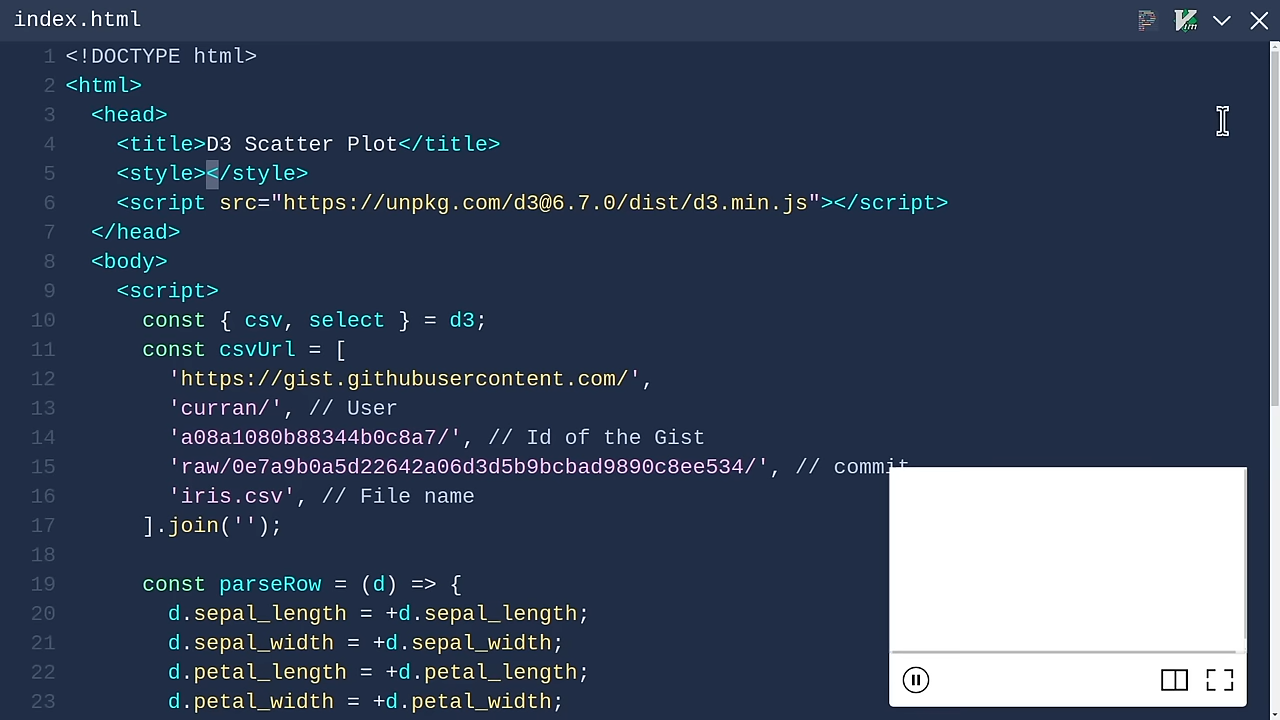 index.html
1 <!DOCTYPE html>
2 <html>
3 <head>
4 <title>D3 Scatter Plot</title>
5 <style></style>
6 <script src="https://unpkg.com/d3@6.7.0/dist/d3.min.js"></script>
7 </head>
8 <body>
9 <script>
10 const { csv, select } = d3;
11 const csvUrl = [
12 'https://gist.githubusercontent.com/',
13 'curran/', // User
14 'a08a1080b88344b0c8a7/', // Id of the Gist
15 'raw/0e7a9b0a5d22642a06d3d5b9bcbad9890c8ee534/', // commit
16 'iris.csv', // File name
17 ].join('');
18
19 const parseRow = (d) => {
20 d.sepal_length = +d.sepal_length;
21 d.sepal_width = +d.sepal_width;
22 d.petal_length = +d.petal_length;
23 d.petal_width = +d.petal_width;